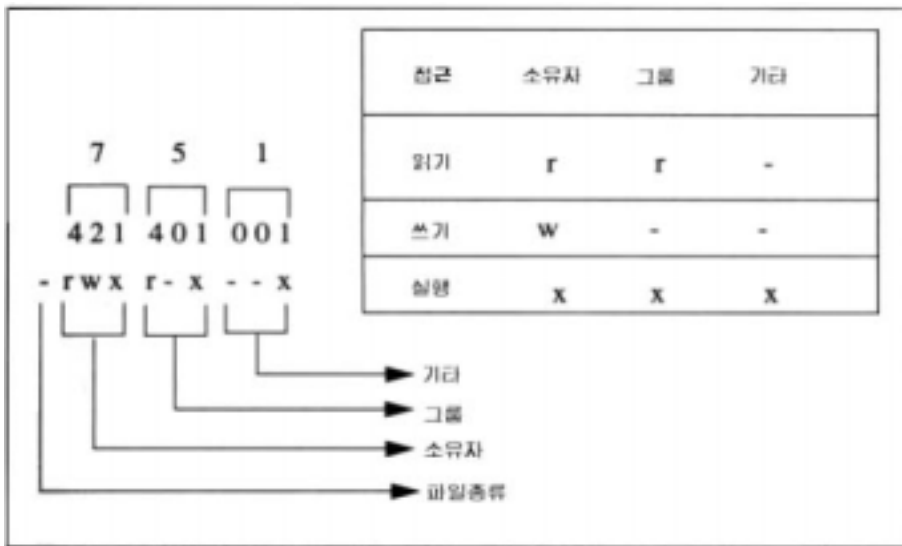 접근 소유자 그룹 기타
읽기 r r -
쓰기 w - -
실행 x x x
7 5 1
421 401 001
- rwx r-x --x
기타
그룹
소유자
파일종류